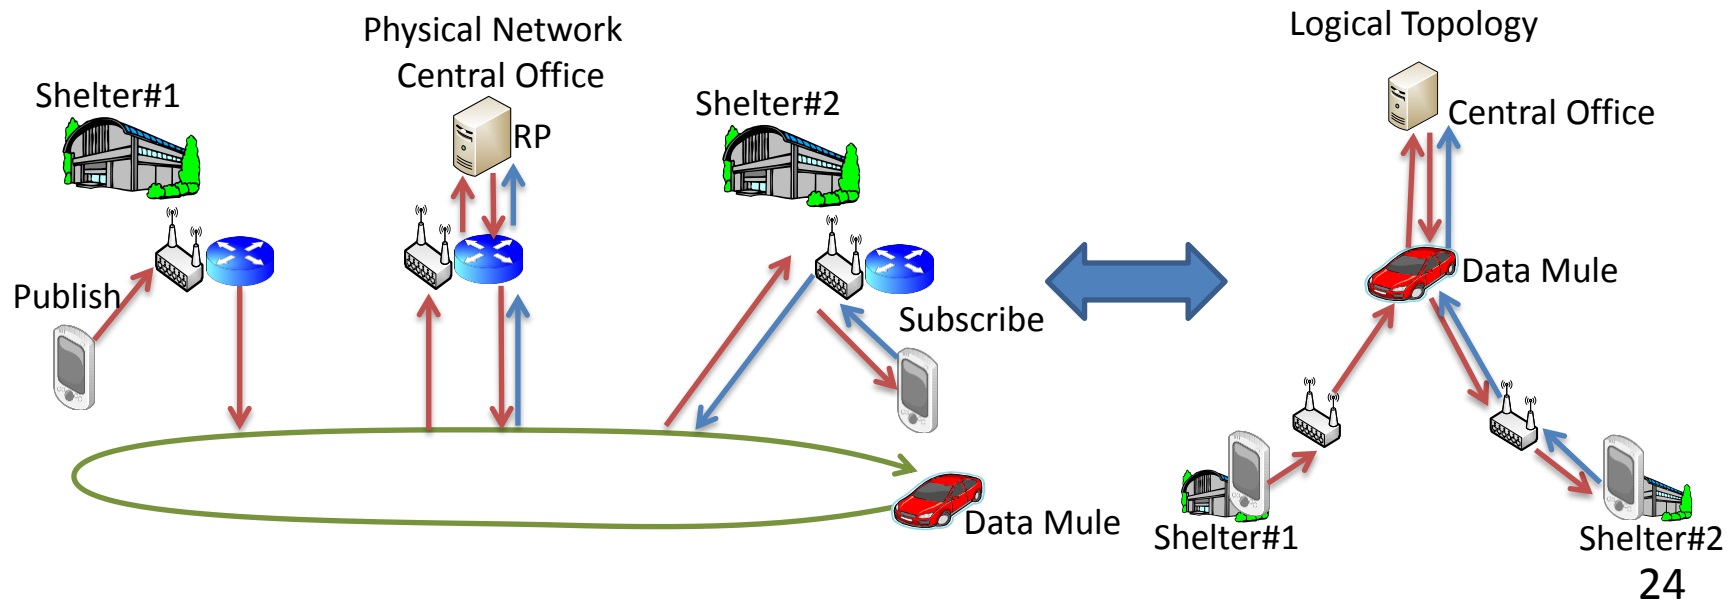 Physical Network
Central Office
Shelter#1
RP
Shelter#2
Publish
Subscribe
Data Mule
Logical Topology
Central Office
Data Mule
Shelter#1
Shelter#2
24